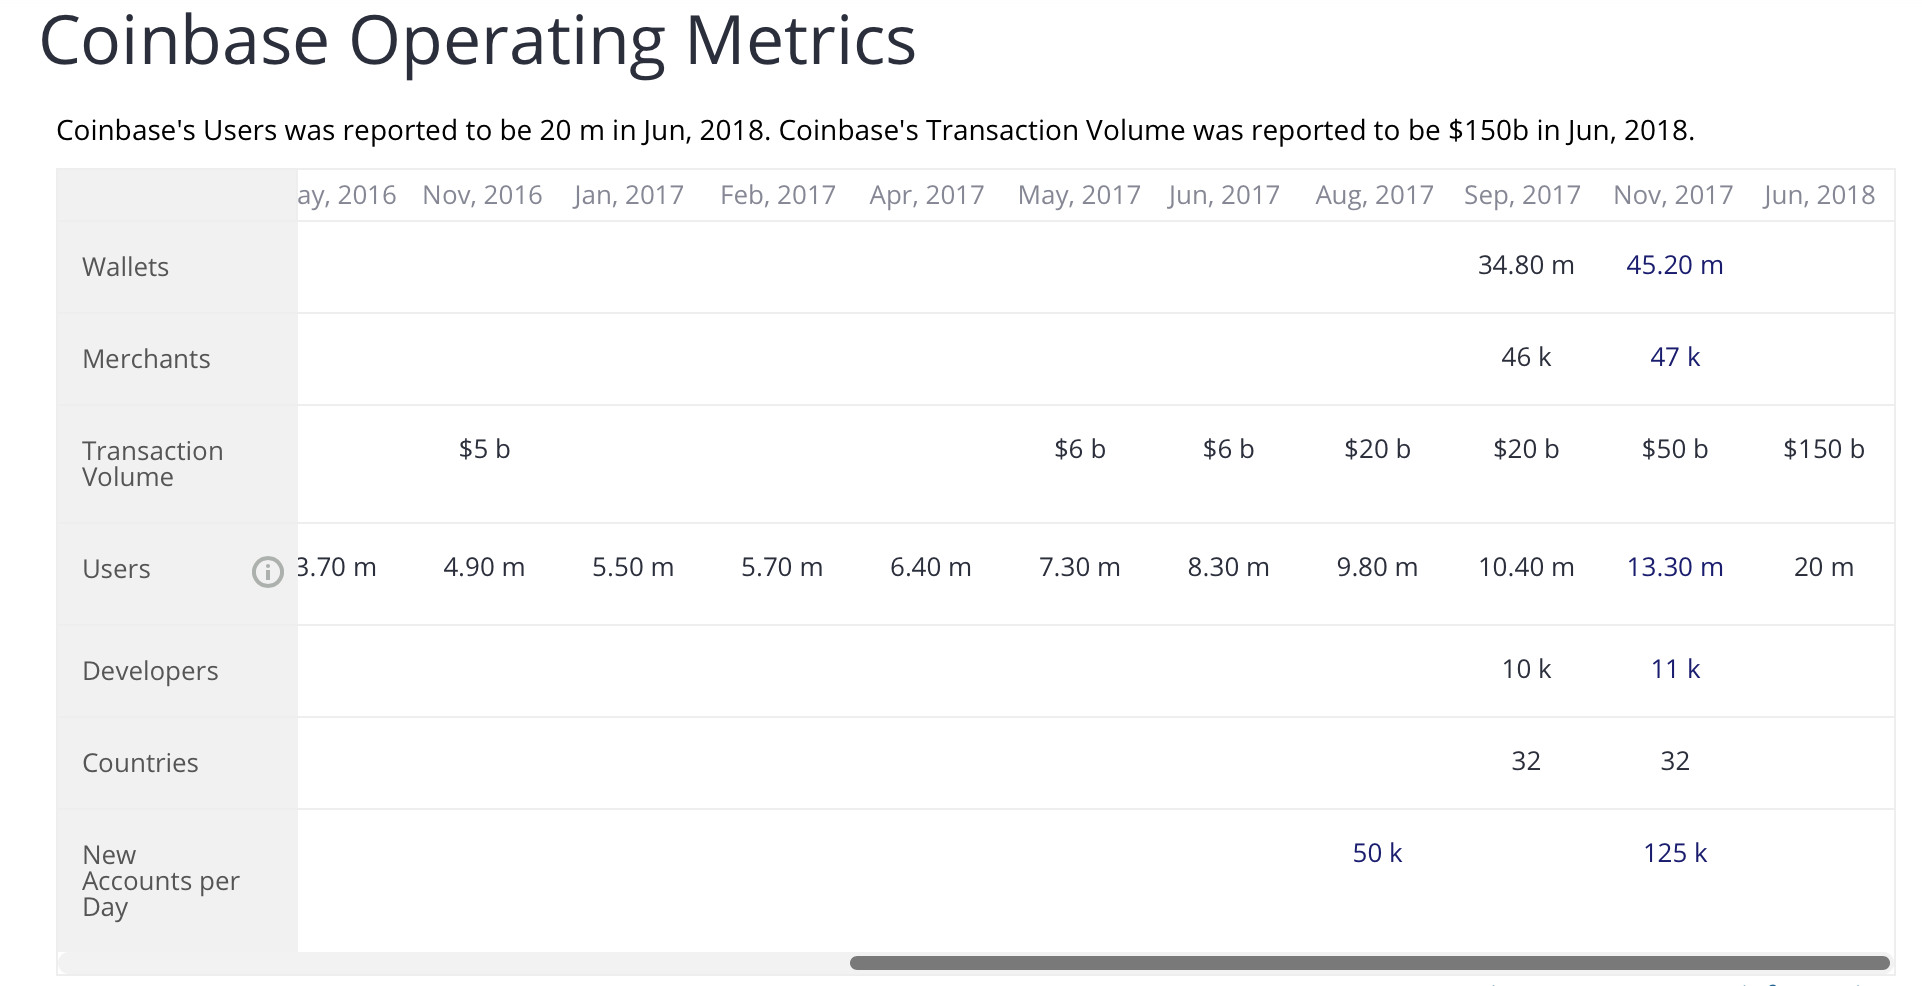 Coinbase Operating Metrics
Coinbase's Users was reported to be 20 m in Jun, 2018. Coinbase's Transaction Volume was reported to be $150b in Jun, 2018.
ay, 2016 Nov, 2016 Jan, 2017 Feb, 2017 Apr, 2017 May, 2017 Jun, 2017 Aug, 2017 Sep, 2017 Nov, 2017 Jun, 2018
Wallets 34.80 m 45.20 m
Merchants 46 k 47 k
Transaction $5 b $6 b $6 b $20 b $20 b $50 b $150 b
Volume
Users 3.70 m 4.90 m 5.50 m 5.70 m 6.40 m 7.30 m 8.30 m 9.80 m 10.40 m 13.30 m 20 m
Developers 10 k 11 k
Countries 32 32
New 50 k 125 k
Accounts per
Day